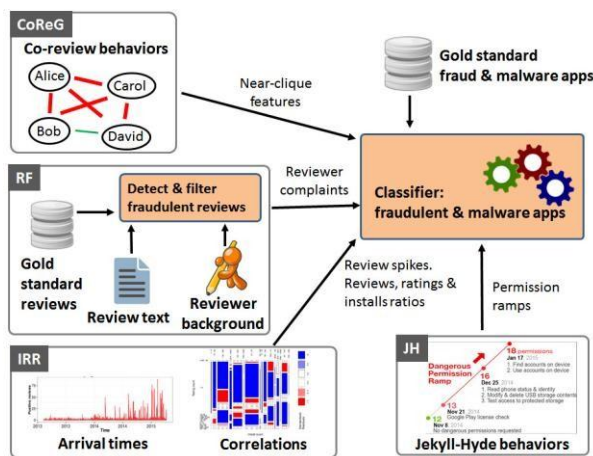 CoReG
Co-review behaviors
Alice
Carol
Bob
David
Near-clique
features
Gold standard
fraud & malware apps
RF
Detect & filter
fraudulent reviews
Gold
standard
reviews
Review text
Reviewer
background
Reviewer
complaints
Classifier:
fraudulent & malware apps
Review spikes.
Reviews, ratings &
installs ratios
Permission
ramps
IRR
Time
Arrival times
Correlations
JH
Dangerous
Permission
Ramp
18 permissions
Jan 17
1. Find accounts on device
2. Use accounts on device
16
Dec 25 2014
1. Read phone status & identity
2. Modify & delete USB storage contents
3. Test access to protected storage
13
Nov 21 2014
Google Play license check
12
Nov 8
No dangerous permissions requested
Jekyll-Hyde behaviors